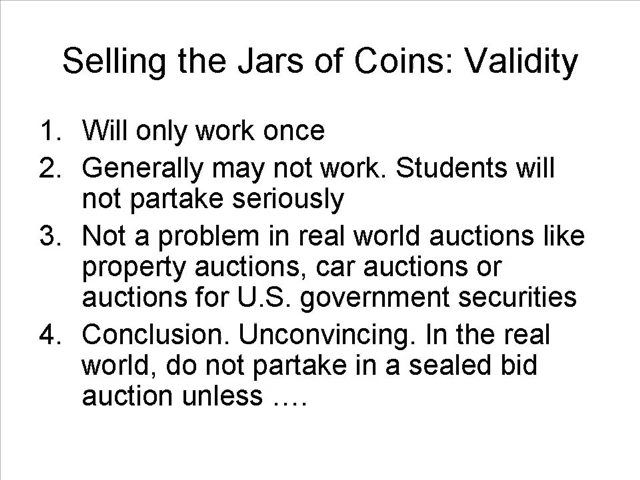 Selling the Jars of Coins: Validity
1. Will only work once
2. Generally may not work. Students will
not partake seriously
3. Not a problem in real world auctions like
property auctions, car auctions or
auctions for U.S. government securities
4. Conclusion. Unconvincing. In the real
world, do not partake in a sealed bid
auction unless ….